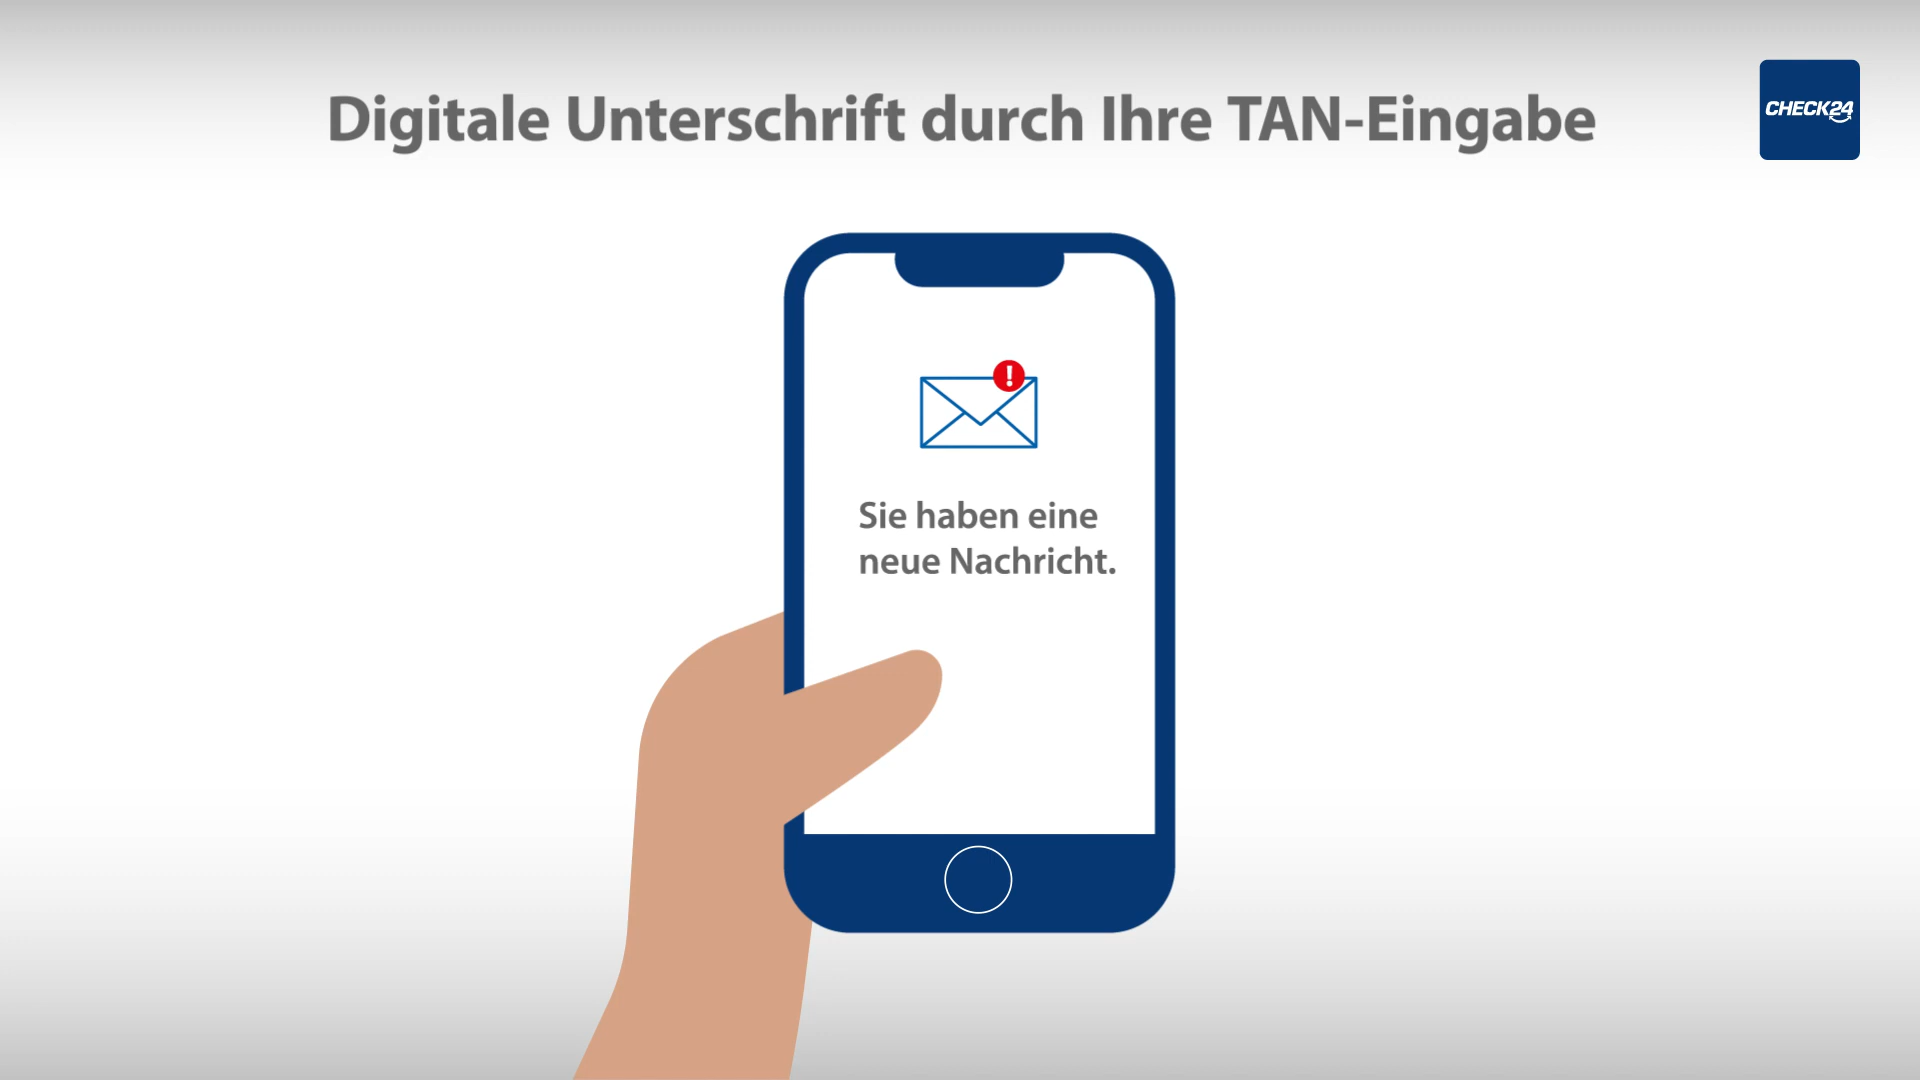 Digitale Unterschrift durch Ihre TAN-Eingabe
CHECK24
!
Sie haben eine
neue Nachricht.